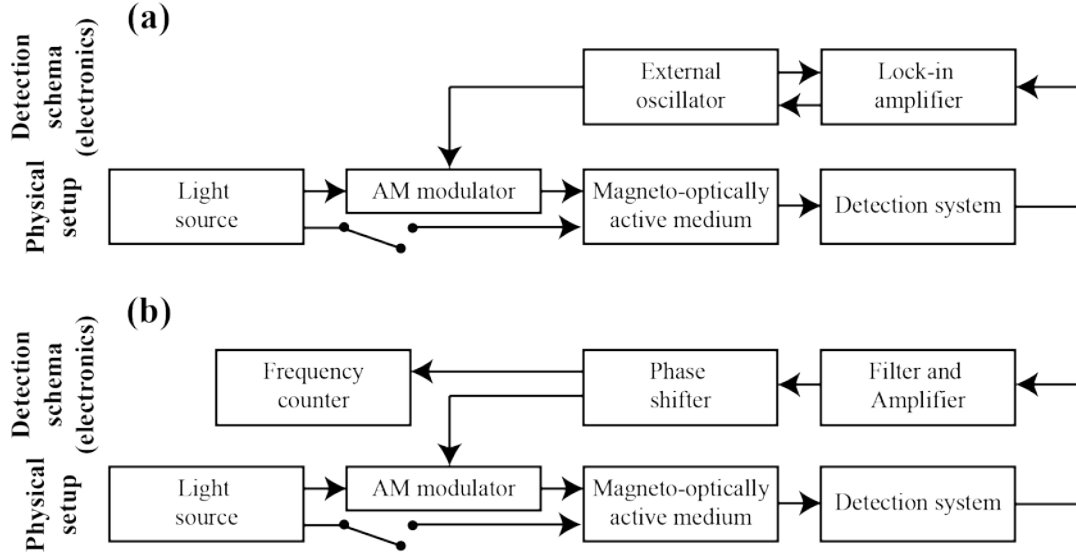 (a)
Detection
schema
(electronics)
External
oscillator
Lock-in
amplifier
Physical
setup
Light
source
AM modulator
Magneto-optically
active medium
Detection system
(b)
Detection
schema
(electronics)
Frequency
counter
Phase
shifter
Filter and
Amplifier
Physical
setup
Light
source
AM modulator
Magneto-optically
active medium
Detection system